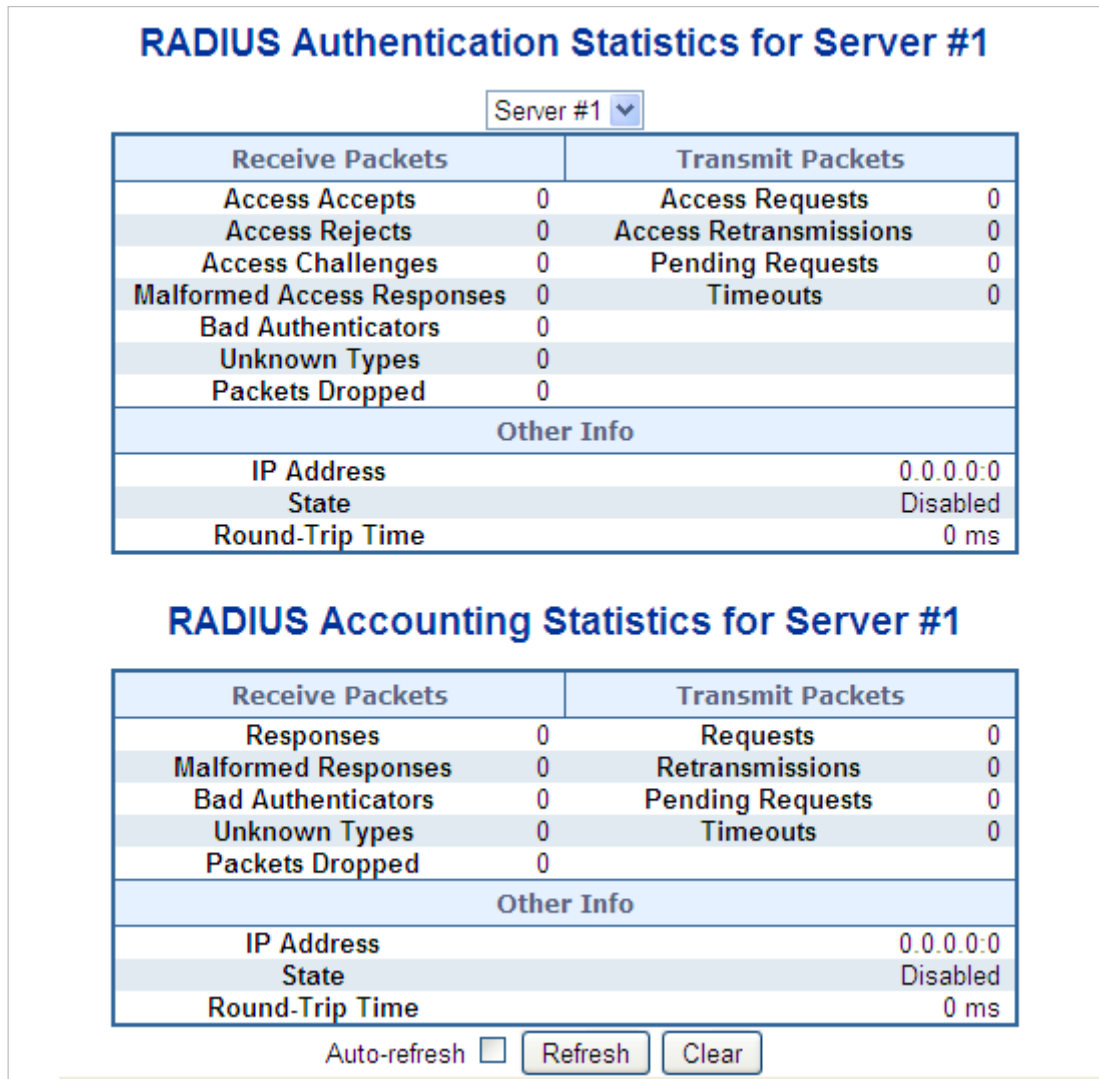 RADIUS Authentication Statistics for Server #1
Server #1
Receive Packets Transmit Packets
Access Accepts 0 Access Requests 0
Access Rejects 0 Access Retransmissions 0
Access Challenges 0 Pending Requests 0
Malformed Access Responses 0 Timeouts 0
Bad Authenticators 0
Unknown Types 0
Packets Dropped 0
Other Info
IP Address 0.0.0.0:0
State Disabled
Round-Trip Time 0 ms
RADIUS Accounting Statistics for Server #1
Receive Packets Transmit Packets
Responses 0 Requests 0
Malformed Responses 0 Retransmissions 0
Bad Authenticators 0 Pending Requests 0
Unknown Types 0 Timeouts 0
Packets Dropped 0
Other Info
IP Address 0.0.0.0:0
State Disabled
Round-Trip Time 0 ms
Auto-refresh Refresh Clear